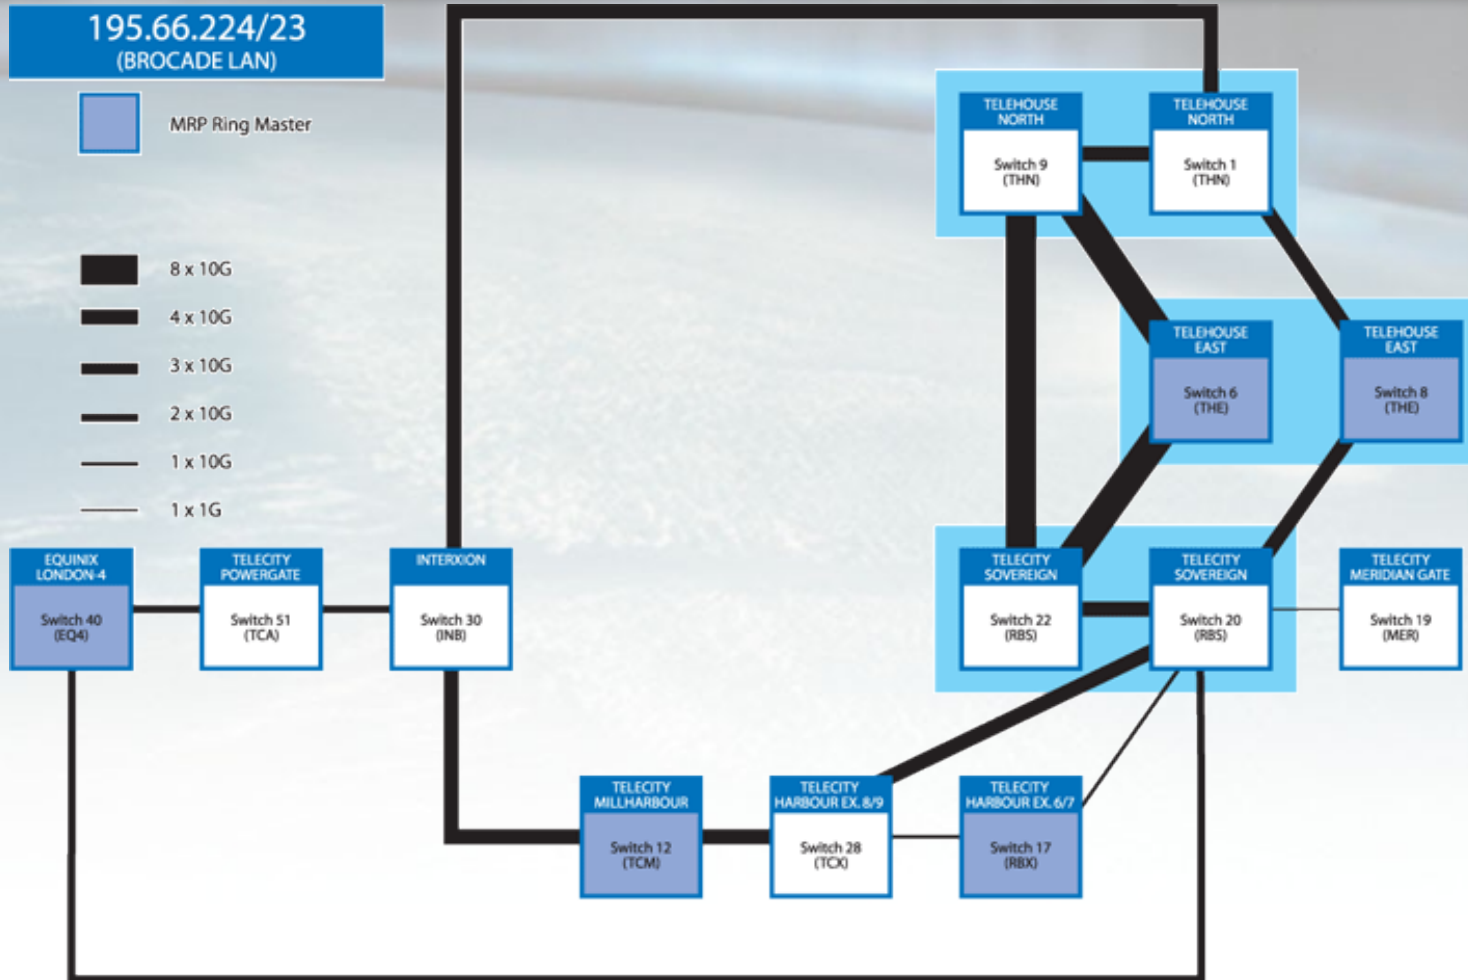 195.66.224/23
(BROCADE LAN)
MRP Ring Master
8 x 10G
4 x 10G
3 x 10G
2 x 10G
1 x 10G
1 x 1G
TELEHOUSE
NORTH
Switch 9
(THN)
TELEHOUSE
NORTH
Switch 1
(THN)
TELEHOUSE
EAST
Switch 6
(THE)
TELEHOUSE
EAST
Switch 8
(THE)
EQUINIX
LONDON-4
Switch 40
(EQ4)
TELECITY
POWERGATE
Switch 51
(TCA)
INTERXION
Switch 30
(INB)
TELECITY
SOVEREIGN
Switch 22
(RBS)
TELECITY
SOVEREIGN
Switch 20
(RBS)
TELECITY
MERIDIAN GATE
Switch 19
(MER)
TELECITY
MILLHARBOUR
Switch 12
(TCM)
TELECITY
HARBOUR EX. 8/9
Switch 28
(TCX)
TELECITY
HARBOUR EX. 6/7
Switch 17
(RBX)